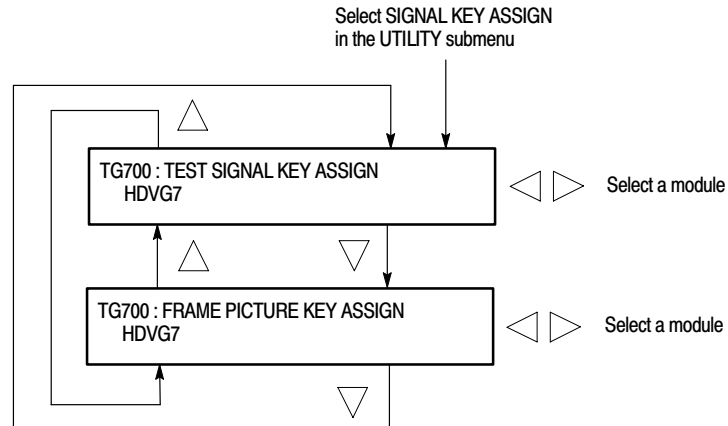 Select SIGNAL KEY ASSIGN
in the UTILITY submenu
TG700 : TEST SIGNAL KEY ASSIGN
HDVG7
Select a module
TG700 : FRAME PICTURE KEY ASSIGN
HDVG7
Select a module